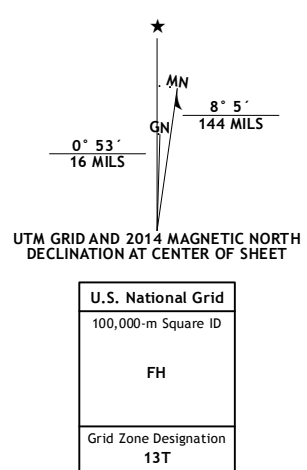 ★
MN
GN
8° 5´
144 MILS
0° 53´
16 MILS
UTM GRID AND 2014 MAGNETIC NORTH
DECLINATION AT CENTER OF SHEET
U.S. National Grid
100,000-m Square ID
FH
Grid Zone Designation
13T